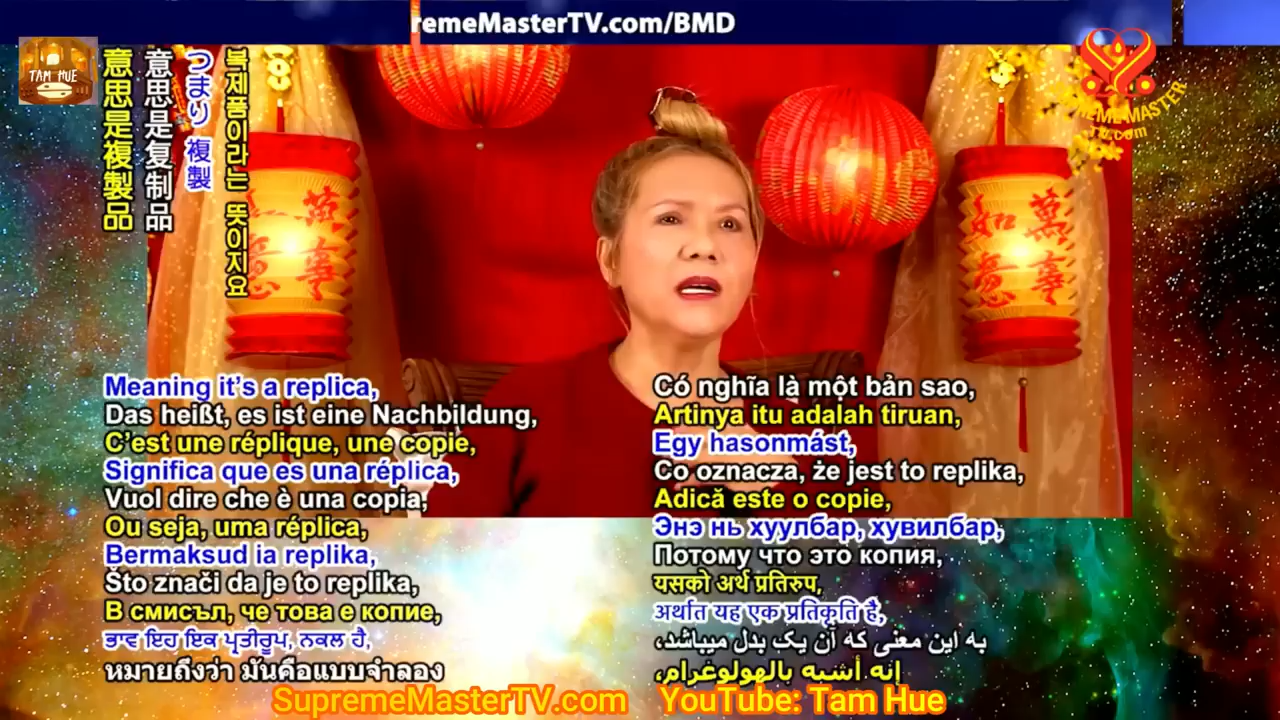 remeMasterTV.com/BMD
TAM HUE
SUPREME MASTER
TV.com
意思是複製品
意思是复制品
つまり 複製
복제품이라는 뜻이지요
萬事
如意
萬事
如意
Meaning it's a replica,
Das heißt, es ist eine Nachbildung,
C'est une réplique, une copie,
Significa que es una réplica,
Vuol dire che è una copia,
Ou seja, uma réplica,
Bermaksud ia replika,
Što znači da je to replika,
В смисъл, че това е копие,
ਭਾਵ ਇਹ ਇਕ ਪ੍ਰਤੀਰੂਪ, ਨਕਲ ਹੈ,
หมายถึงว่า มันคือแบบจำลอง
Có nghĩa là một bản sao,
Artinya itu adalah tiruan,
Egy hasonmást,
Co oznacza, że jest to replika,
Adică este o copie,
Энэ нь хуулбар, хувилбар,
Потому что это копия,
यसको अर्थ प्रतिरुप,
अर्थात यह एक प्रतिकृति है,
به این معنی که آن یک بدل میباشد،
إنه أشبه بالهولوغرام،
SupremeMasterTV.com YouTube: Tam Hue